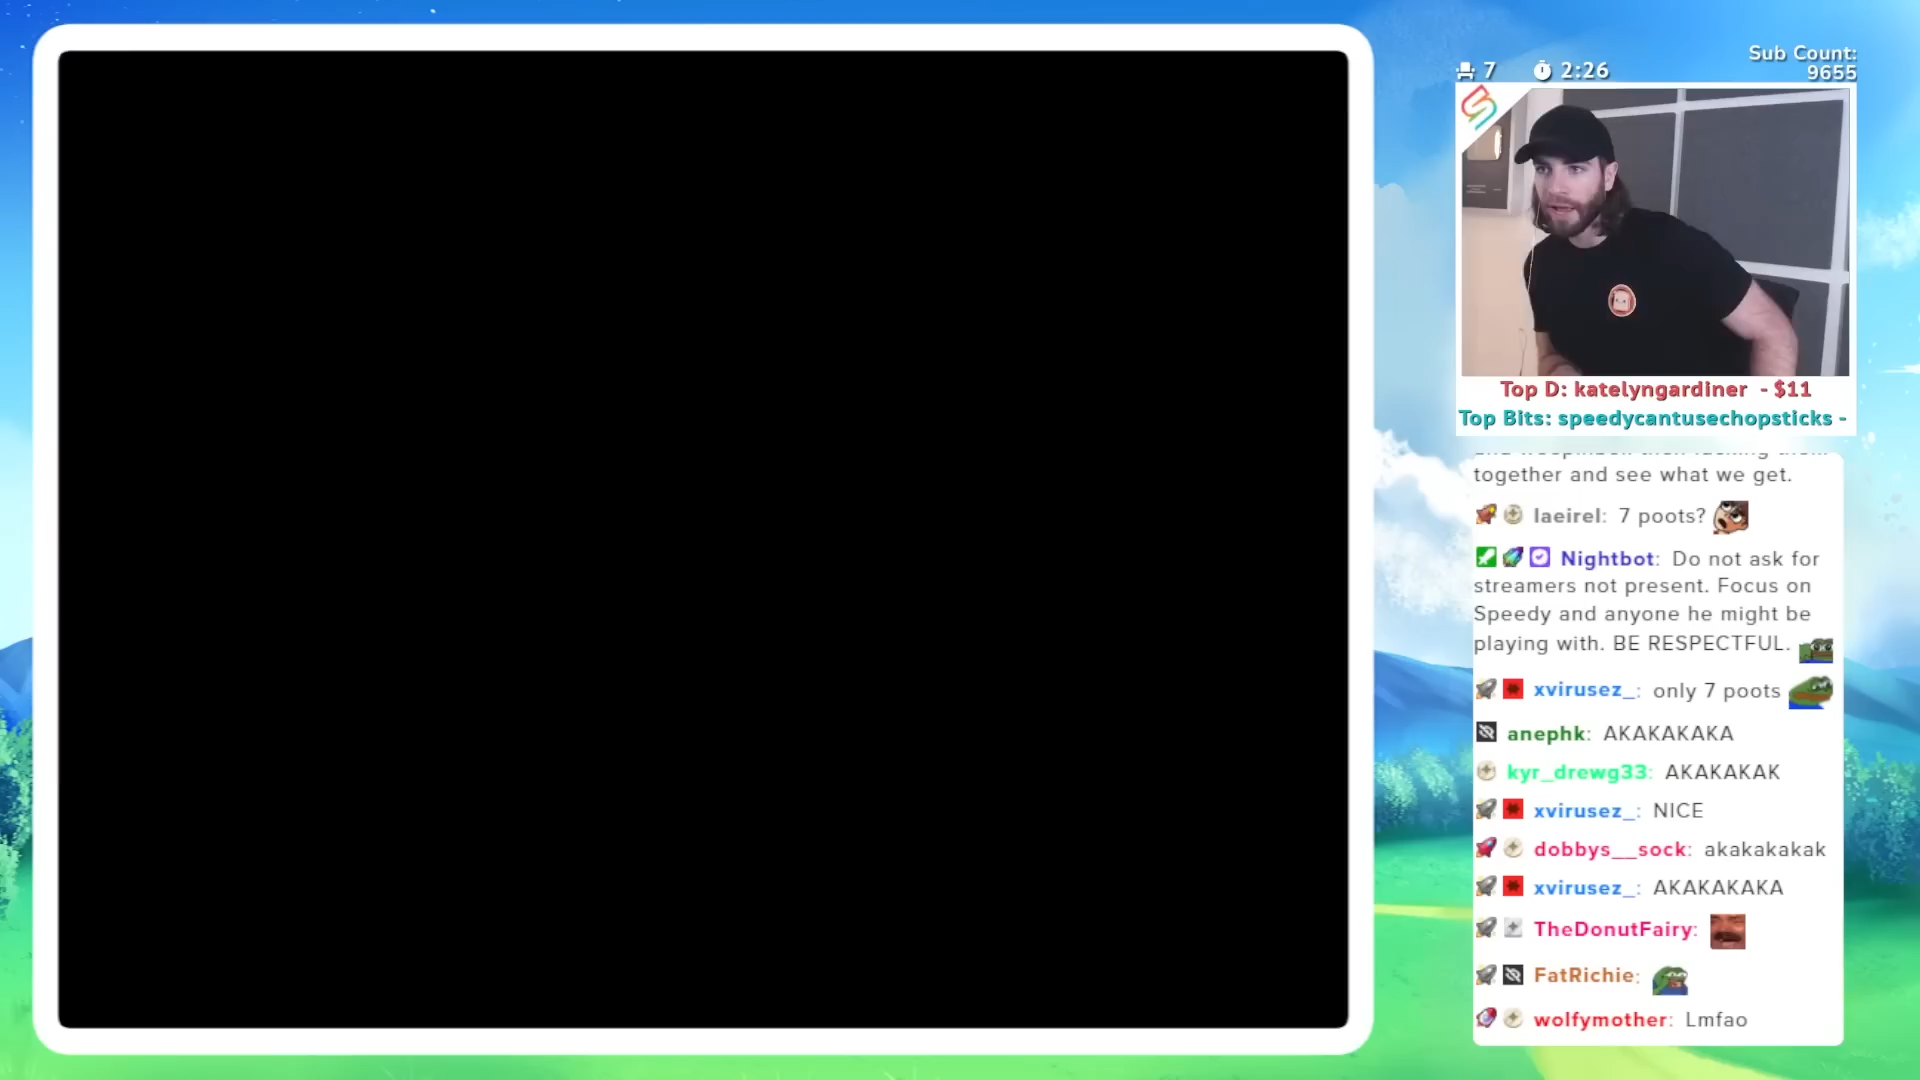 7 2:26
Sub Count:
9655
Top D: katelyngardiner - $11
Top Bits: speedycantusechopsticks -
together and see what we get.
laeirel: 7 poots?
Nightbot: Do not ask for
streamers not present. Focus on
Speedy and anyone he might be
playing with. BE RESPECTFUL.
xvirusez_: only 7 poots
anephk: AKAKAKAKA
kyr_drewg33: AKAKAKAK
xvirusez_: NICE
dobbys__sock: akakakakak
xvirusez_: AKAKAKAKA
TheDonutFairy:
FatRichie:
wolfymother: Lmfao